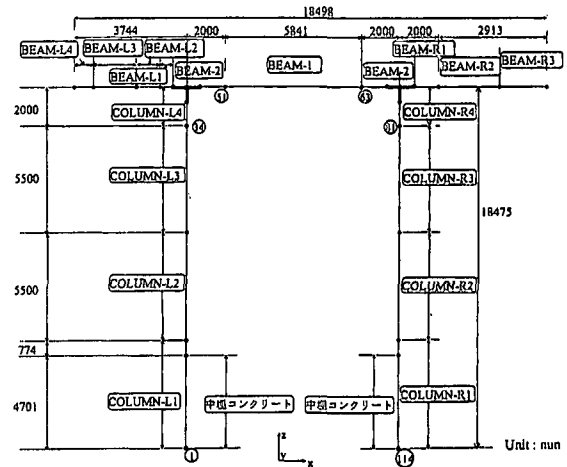 18498
3744 2000 5841 2000 2000 2913
BEAM-L4 BEAM-L3 BEAM-L2 BEAM-R1
BEAM-L1 BEAM-2 BEAM-1 BEAM-2 BEAM-R2 BEAM-R3
51 63
2000 COLUMN-L4 COLUMN-R4
5500 COLUMN-L3 COLUMN-R3
18475
5500 COLUMN-L2 COLUMN-R2
774
4701 COLUMN-L1 中埋コンクリート 中埋コンクリート COLUMN-R1
1 z y x 114 Unit : mm